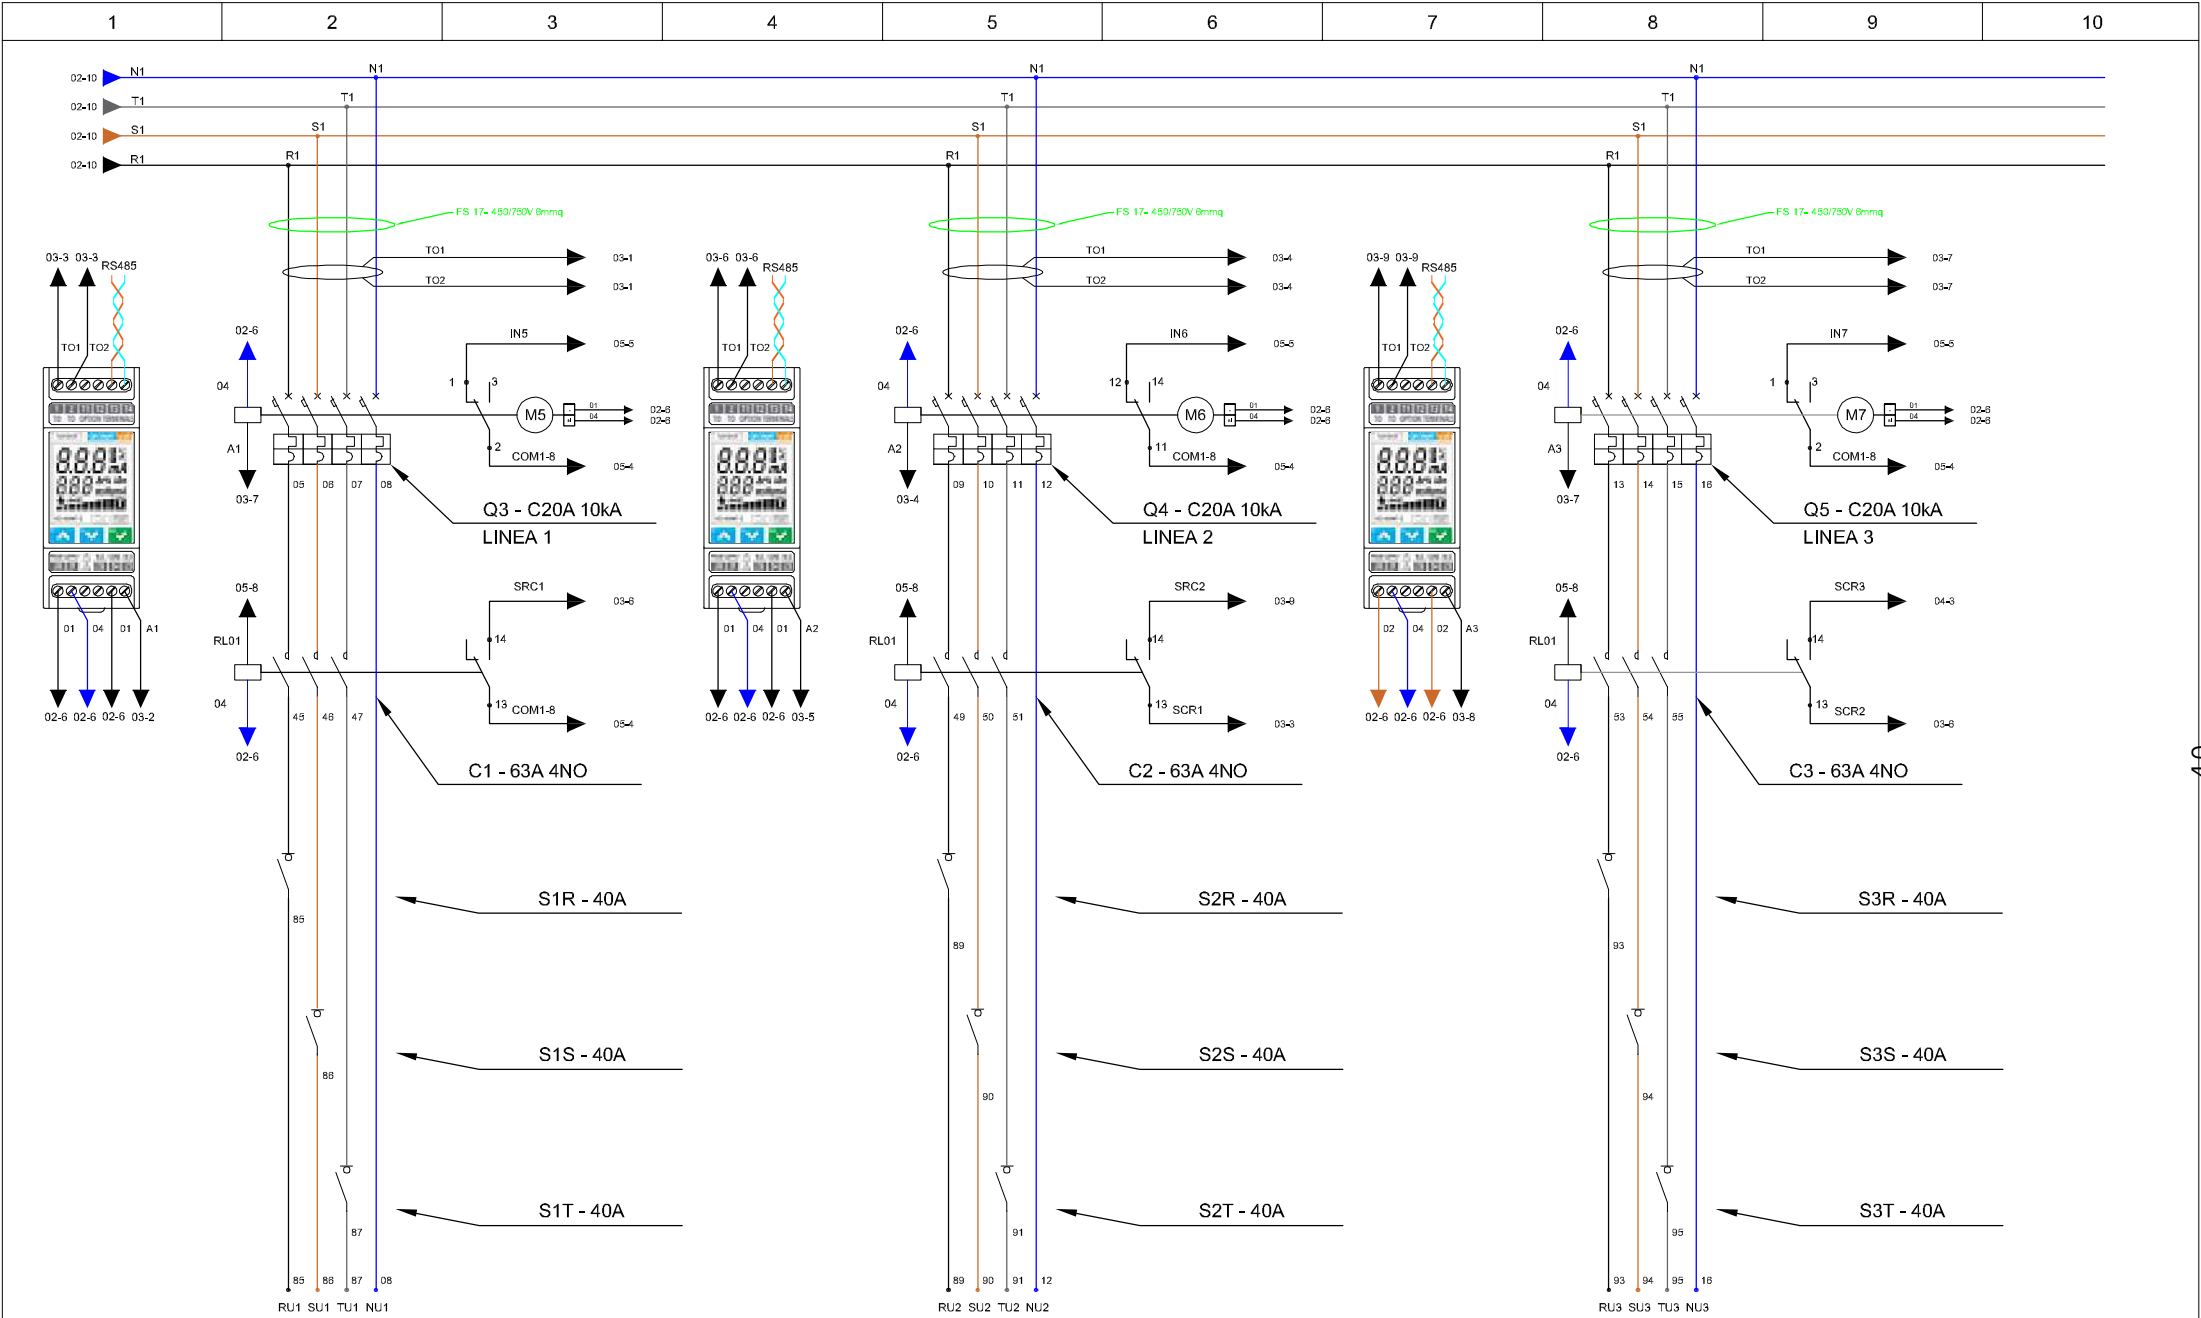 1 2 3 4 5 6 7 8 9 10
02-10 N1 N1 N1 N1
02-10 T1 T1 T1 T1
02-10 S1 S1 S1 S1
02-10 R1 R1 R1 R1
FS 17- 450/750V 6mmq FS 17- 450/750V 6mmq FS 17- 450/750V 6mmq
03-3 03-3 RS485 TO1 03-1 03-6 03-6 RS485 TO1 03-4 03-9 03-9 RS485 TO1 03-7
TO2 03-1 TO2 03-4 TO2 03-7
TO1 TO2 02-6 IN5 05-5 TO1 TO2 02-6 IN6 05-5 TO1 TO2 02-6 IN7 05-5
04 1 3 04 12 14 04 1 3
M5 01 02-6 M6 01 02-6 M7 01 02-6
04 02-6 04 02-6 04 02-6
A1 2 COM1-8 05-4 A2 11 COM1-8 05-4 A3 2 COM1-8 05-4
03-7 05 06 07 08 03-4 09 10 11 12 03-7 13 14 15 16
Q3 - C20A 10kA Q4 - C20A 10kA Q5 - C20A 10kA
LINEA 1 LINEA 2 LINEA 3
05-8 SRC1 03-6 05-8 SRC2 03-9 05-8 SCR3 04-3
01 04 01 A1 RL01 14 01 04 01 A2 RL01 14 02 04 02 A3 RL01 14
04 13 COM1-8 05-4 04 13 SCR1 03-3 04 13 SCR2 03-6
02-6 02-6 02-6 03-2 45 46 47 02-6 02-6 02-6 03-5 49 50 51 02-6 02-6 02-6 03-8 53 54 55
02-6 02-6 02-6
C1 - 63A 4NO C2 - 63A 4NO C3 - 63A 4NO
S1R - 40A S2R - 40A S3R - 40A
85 89 93
S1S - 40A S2S - 40A S3S - 40A
86 90 94
S1T - 40A S2T - 40A S3T - 40A
87 91 95
85 86 87 08 89 90 91 12 93 94 95 16
RU1 SU1 TU1 NU1 RU2 SU2 TU2 NU2 RU3 SU3 TU3 NU3